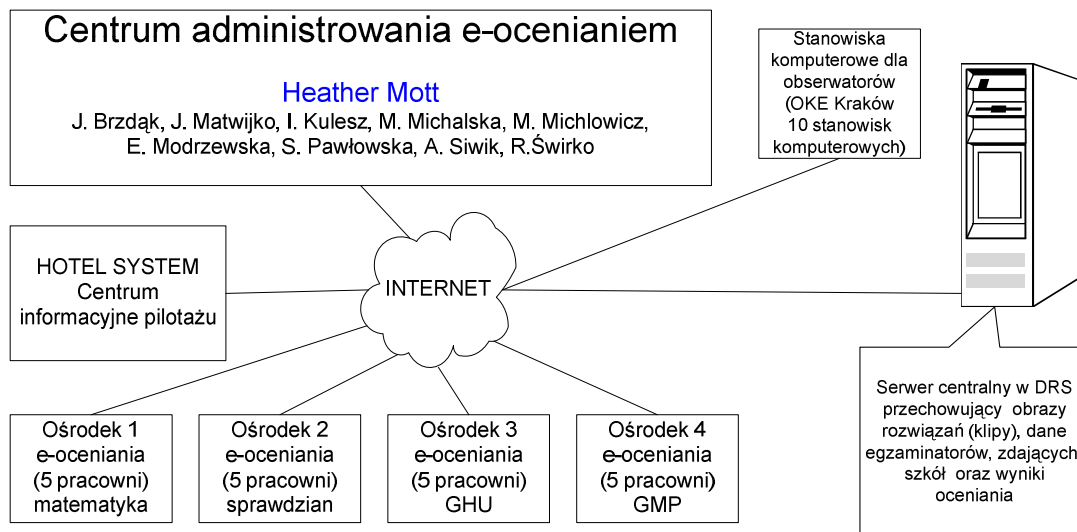 Centrum administrowania e-ocenianiem
Heather Mott
J. Brzdąk, J. Matwijko, I. Kulesz, M. Michalska, M. Michlowicz,
E. Modrzewska, S. Pawłowska, A. Siwik, R.Świrko
Stanowiska
komputerowe dla
obserwatorów
(OKE Kraków
10 stanowisk
komputerowych)
HOTEL SYSTEM
Centrum
informacyjne pilotażu
INTERNET
Ośrodek 1
e-oceniania
(5 pracowni)
matematyka
Ośrodek 2
e-oceniania
(5 pracowni)
sprawdzian
Ośrodek 3
e-oceniania
(5 pracowni)
GHU
Ośrodek 4
e-oceniania
(5 pracowni)
GMP
Serwer centralny w DRS
przechowujący obrazy
rozwiązań (klipy), dane
egzaminatorów, zdających
szkół oraz wyniki
oceniania